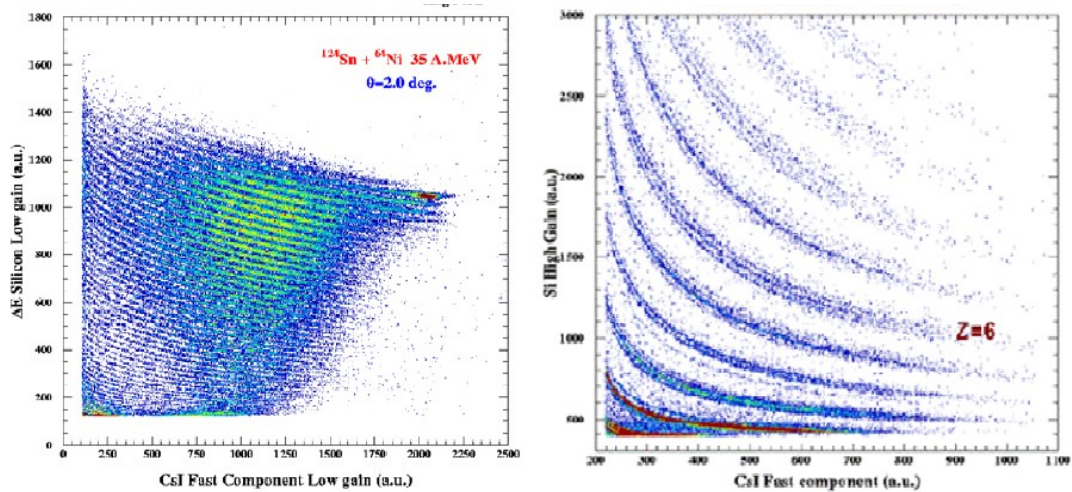 1800
1600
1400
1200
1000
800
600
400
200
0
ΔE Silicon Low gain (a.u.)
¹²⁴Sn + ⁶⁴Ni 35 A.MeV
θ=2.0 deg.
0 250 500 750 1000 1250 1500 1750 2000 2250 2500
CsI Fast Component Low gain (a.u.)
3000
2500
2000
1500
1000
500
Si High Gain (a.u.)
Z=6
200 300 400 500 600 700 800 900 1000 1100
CsI Fast component (a.u.)